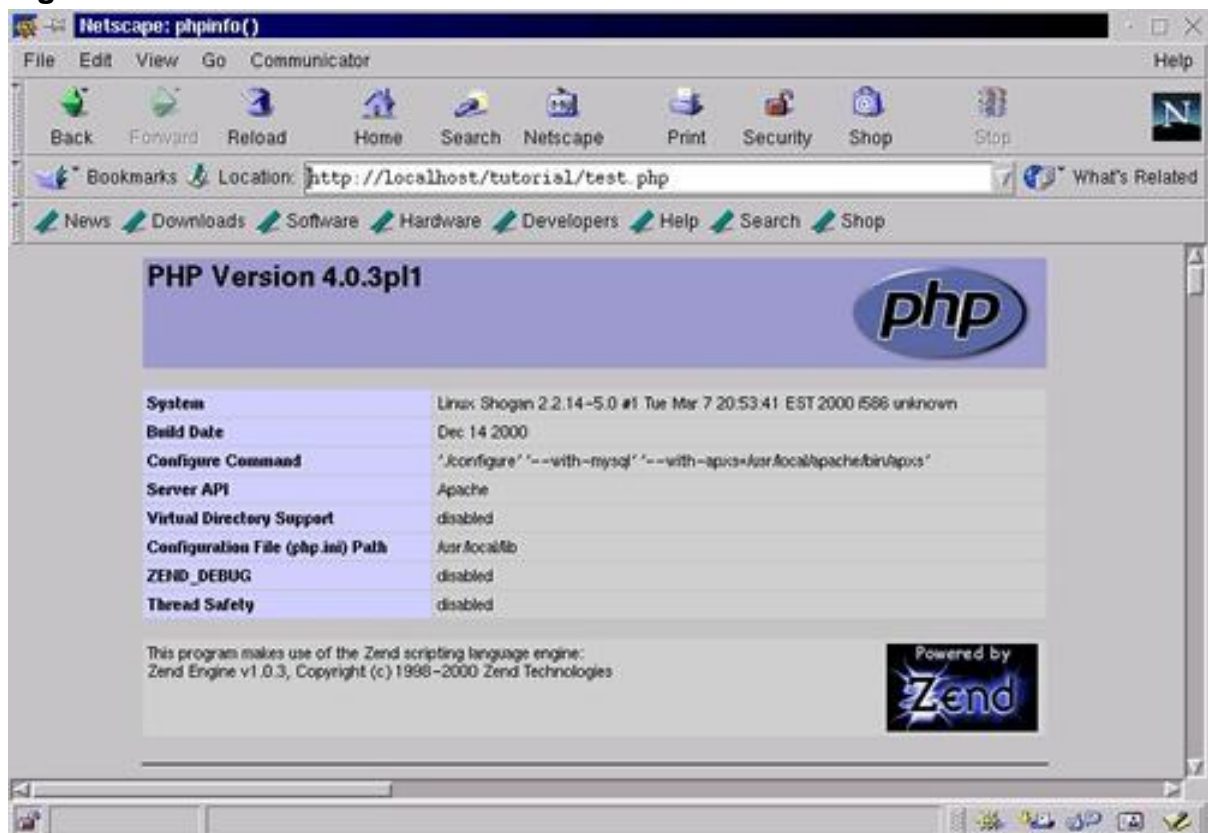 Netscape: phpinfo()
File Edit View Go Communicator Help
Back Forward Reload Home Search Netscape Print Security Shop Stop
N
Bookmarks Location: http://localhost/tutorial/test.php What's Related
News Downloads Software Hardware Developers Help Search Shop
PHP Version 4.0.3pl1
php
System Linux Shogan 2.2.14-5.0 #1 Tue Mar 7 20:53:41 EST 2000 i586 unknown
Build Date Dec 14 2000
Configure Command './configure' '--with-mysql' '--with-apxs=/usr/local/apache/bin/apxs'
Server API Apache
Virtual Directory Support disabled
Configuration File (php.ini) Path /usr/local/lib
ZEND_DEBUG disabled
Thread Safety disabled
This program makes use of the Zend scripting language engine:
Zend Engine v1.0.3, Copyright (c) 1998-2000 Zend Technologies
Powered by
Zend